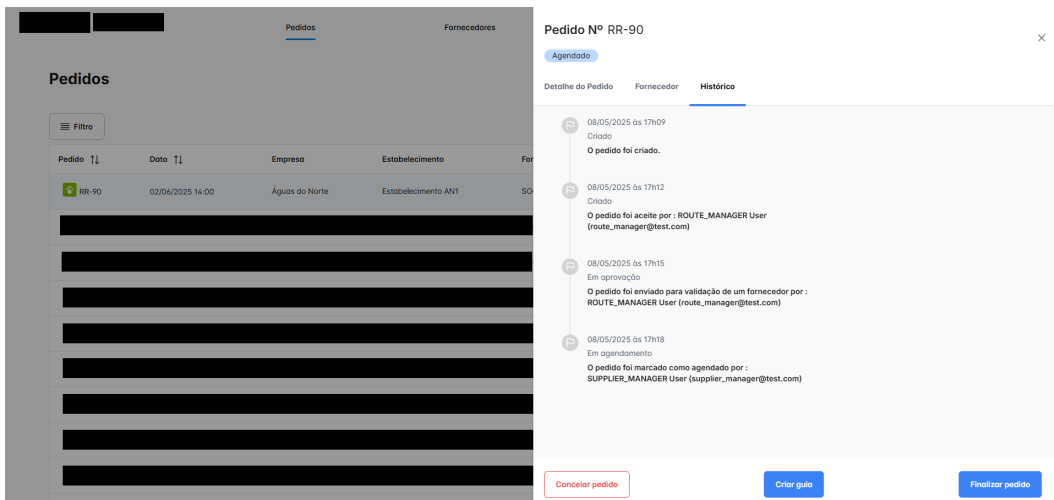 Pedidos
Fornecedores
Pedidos
Filtro
Pedido Data Empresa Estabelecimento For
RR-90 02/06/2025 14:00 Águas do Norte Estabelecimento AN1
Pedido Nº RR-90
Agendado
Detalhe do Pedido Fornecedor Histórico
08/05/2025 às 17h09
Criado
O pedido foi criado.
08/05/2025 às 17h12
Criado
O pedido foi aceite por : ROUTE_MANAGER User
(route_manager@test.com)
08/05/2025 às 17h15
Em aprovação
O pedido foi enviado para validação de um fornecedor por :
ROUTE_MANAGER User (route_manager@test.com)
08/05/2025 às 17h18
Em agendamento
O pedido foi marcado como agendado por :
SUPPLIER_MANAGER User (supplier_manager@test.com)
Cancelar pedido Criar guia Finalizar pedido